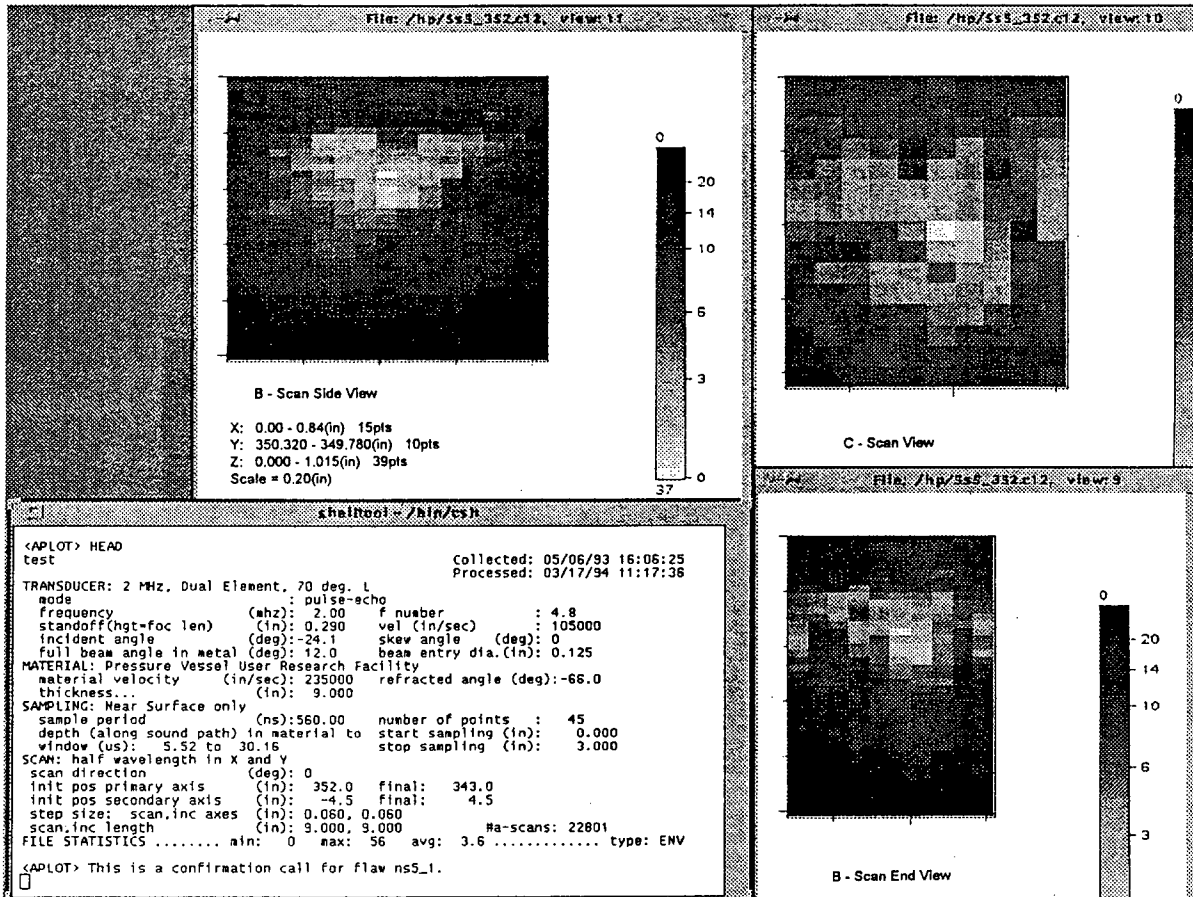 File: /hp/Ss5_352.c12, view: 11
0
20
14
10
6
3
0
37
B - Scan Side View
X: 0.00 - 0.84(in) 15pts
Y: 350.320 - 349.780(in) 10pts
Z: 0.000 - 1.015(in) 39pts
Scale = 0.20(in)
File: /hp/Ss5_352.c12, view: 10
0
C - Scan View
File: /hp/Ss5_352.c12, view: 9
0
20
14
10
6
3
B - Scan End View
shelltool - /bin/csh
<APLOT> HEAD
test Collected: 05/06/93 16:06:25
Processed: 03/17/94 11:17:36
TRANSDUCER: 2 MHz, Dual Element, 70 deg. L
mode : pulse-echo
frequency (mhz): 2.00 f number : 4.8
standoff(hgt=foc len) (in): 0.290 vel (in/sec) : 105000
incident angle (deg):-24.1 skew angle (deg): 0
full beam angle in metal (deg): 12.0 beam entry dia.(in): 0.125
MATERIAL: Pressure Vessel User Research Facility
material velocity (in/sec): 235000 refracted angle (deg):-66.0
thickness... (in): 9.000
SAMPLING: Near Surface only
sample period (ns):560.00 number of points : 45
depth (along sound path) in material to start sampling (in): 0.000
window (us): 5.52 to 30.16 stop sampling (in): 3.000
SCAN: half wavelength in X and Y
scan direction (deg): 0
init pos primary axis (in): 352.0 final: 343.0
init pos secondary axis (in): -4.5 final: 4.5
step size: scan,inc axes (in): 0.060, 0.060
scan,inc length (in): 9.000, 9.000 #a-scans: 22801
FILE STATISTICS ........ min: 0 max: 56 avg: 3.6 ............. type: ENV
<APLOT> This is a confirmation call for flaw ns5_1.